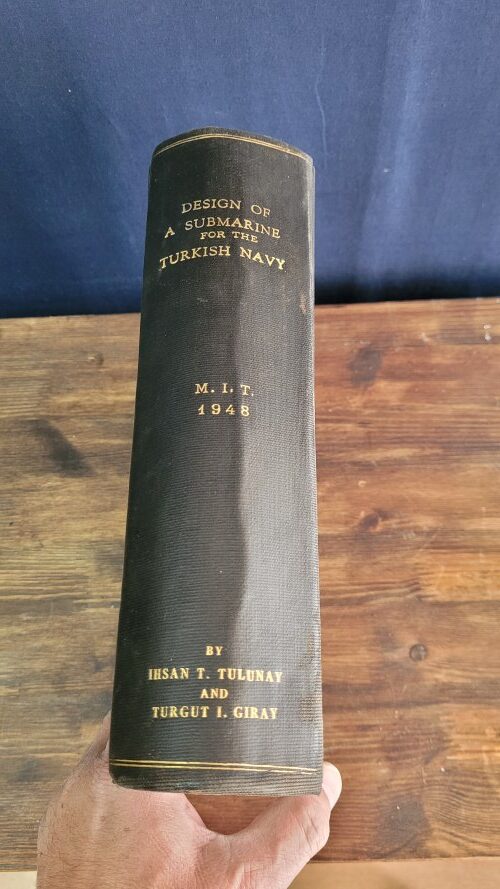 DESIGN OF
A SUBMARINE
FOR THE
TURKISH NAVY
M. I. T.
1948
BY
IHSAN T. TULUNAY
AND
TURGUT I. GIRAY